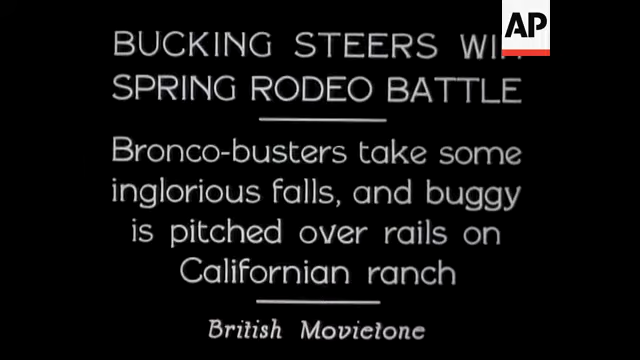 AP
BUCKING STEERS
SPRING RODEO BATTLE
Bronco-busters take some
inglorious falls, and buggy
is pitched over rails on
Californian ranch
British Movietone